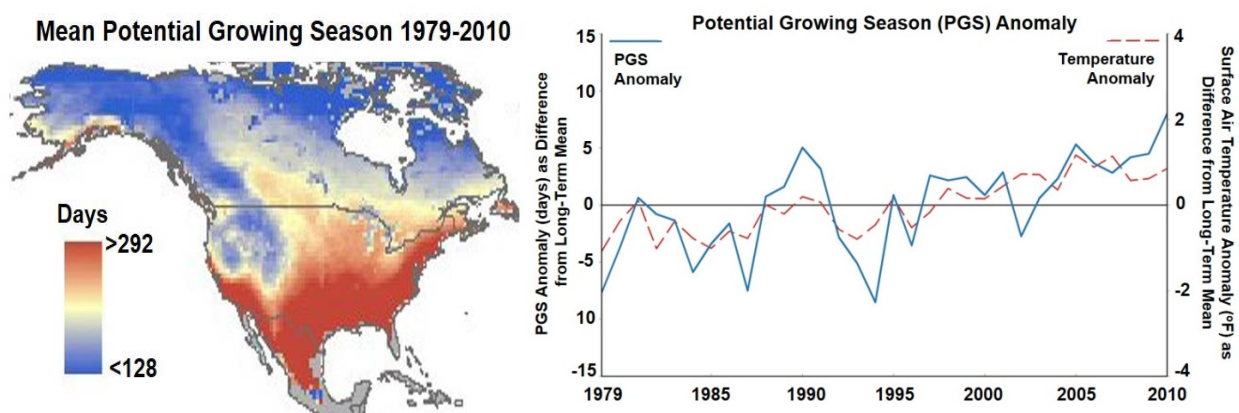 Mean Potential Growing Season 1979-2010
Days
>292
<128
Potential Growing Season (PGS) Anomaly
PGS Anomaly (days) as Difference
from Long-Term Mean
15
10
5
0
-5
10
-15
PGS
Anomaly
Temperature
Anomaly
4
2
0
-2
-4
Surface Air Temperature Anomaly (ºF) as
Difference from Long-Term Mean
1979
1985
1990
1995
2000
2005
2010